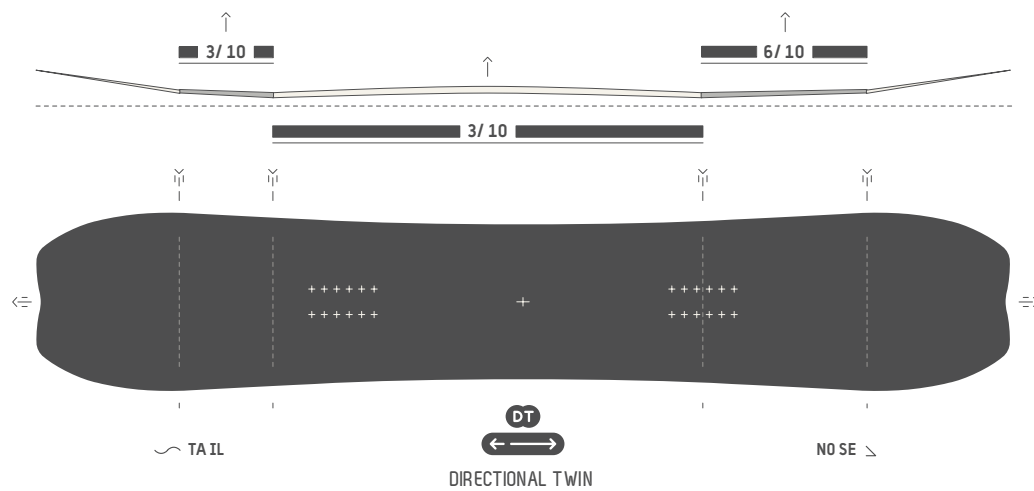 3/10
6/10
3/10
TAIL
DT
NOSE
DIRECTIONAL TWIN